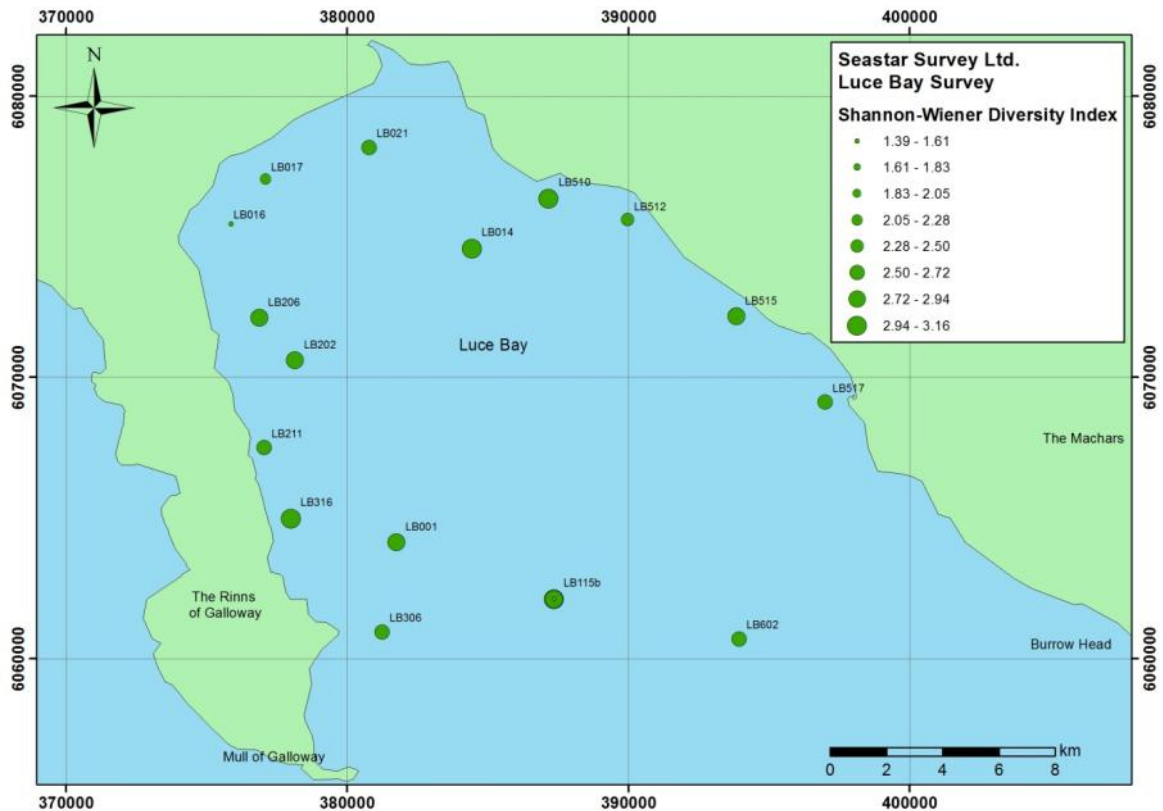 370000 380000 390000 400000
Seastar Survey Ltd.
Luce Bay Survey
Shannon-Wiener Diversity Index
1.39 - 1.61
1.61 - 1.83
1.83 - 2.05
2.05 - 2.28
2.28 - 2.50
2.50 - 2.72
2.72 - 2.94
2.94 - 3.16
N
6080000 6080000
LB021
LB017
LB510
LB016
LB512
LB014
LB206
LB515
Luce Bay
LB202
6070000 6070000
LB517
The Machars
LB211
LB316
LB001
LB115b
The Rinns
of Galloway
LB306
LB602
Burrow Head
6060000 6060000
Mull of Galloway
km
0 2 4 6 8
370000 380000 390000 400000